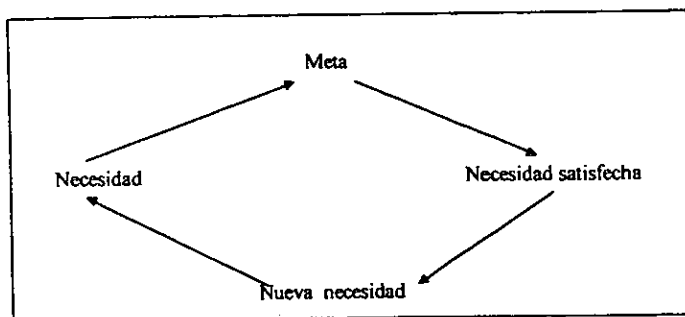 Meta
Necesidad
Necesidad satisfecha
Nueva necesidad